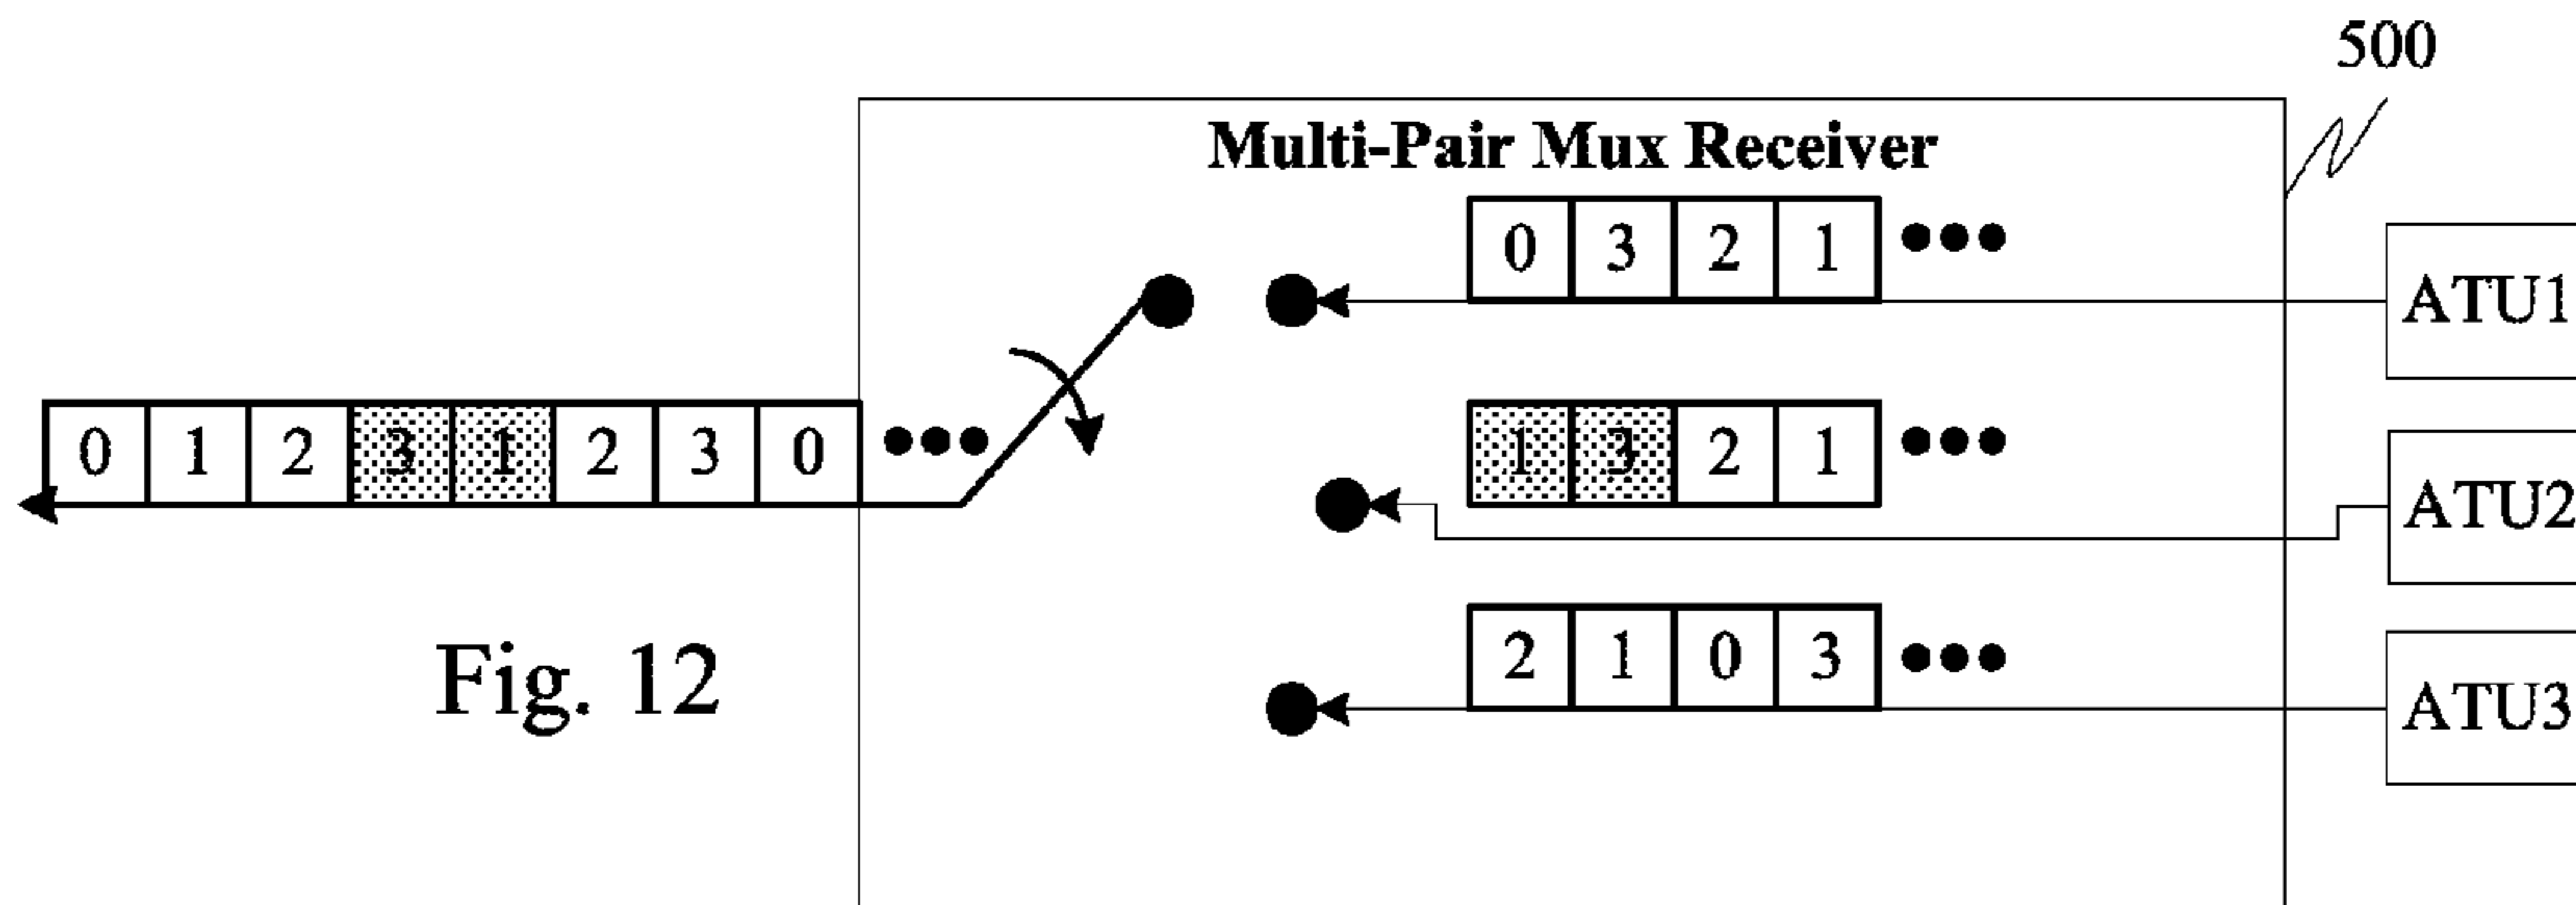 500
Multi-Pair Mux Receiver
0 3 2 1
ATU1
0 1 2 3 1 2 3 0
1 3 2 1
ATU2
2 1 0 3
ATU3
Fig. 12